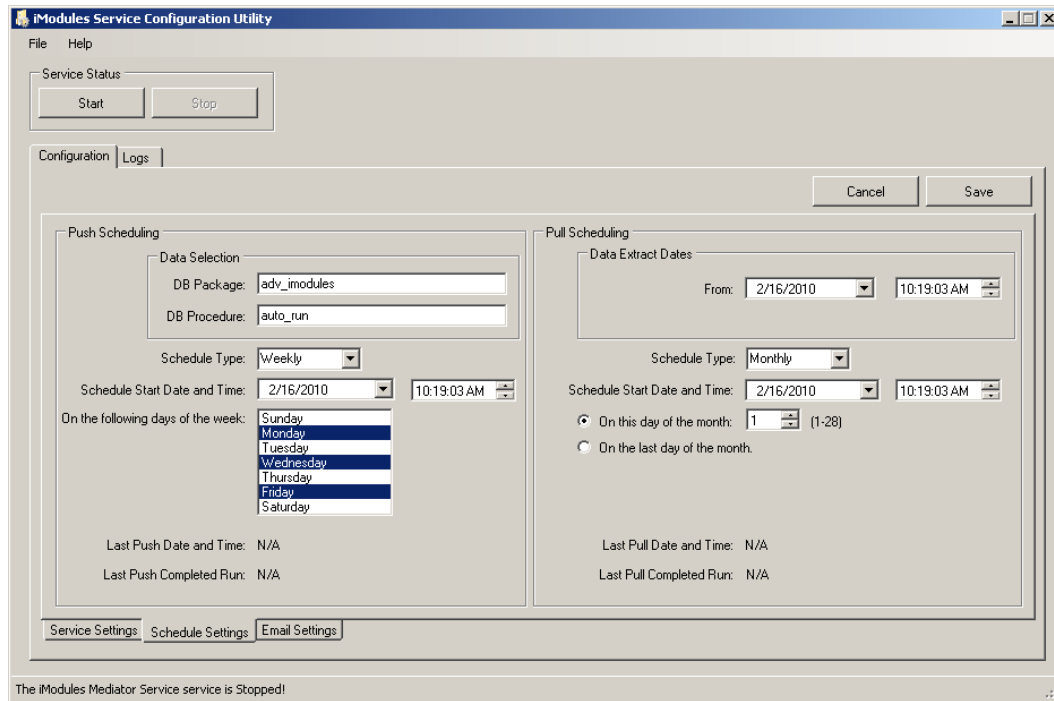 iModules Service Configuration Utility
File Help
Service Status
Start Stop
Configuration Logs
Cancel Save
Push Scheduling
Data Selection
DB Package: adv_imodules
DB Procedure: auto_run
Schedule Type: Weekly
Schedule Start Date and Time: 2/16/2010 10:19:03 AM
On the following days of the week:
Sunday
Monday
Tuesday
Wednesday
Thursday
Friday
Saturday
Last Push Date and Time: N/A
Last Push Completed Run: N/A
Pull Scheduling
Data Extract Dates
From: 2/16/2010 10:19:03 AM
Schedule Type: Monthly
Schedule Start Date and Time: 2/16/2010 10:19:03 AM
On this day of the month: 1 (1-28)
On the last day of the month.
Last Pull Date and Time: N/A
Last Pull Completed Run: N/A
Service Settings Schedule Settings Email Settings
The iModules Mediator Service service is Stopped!